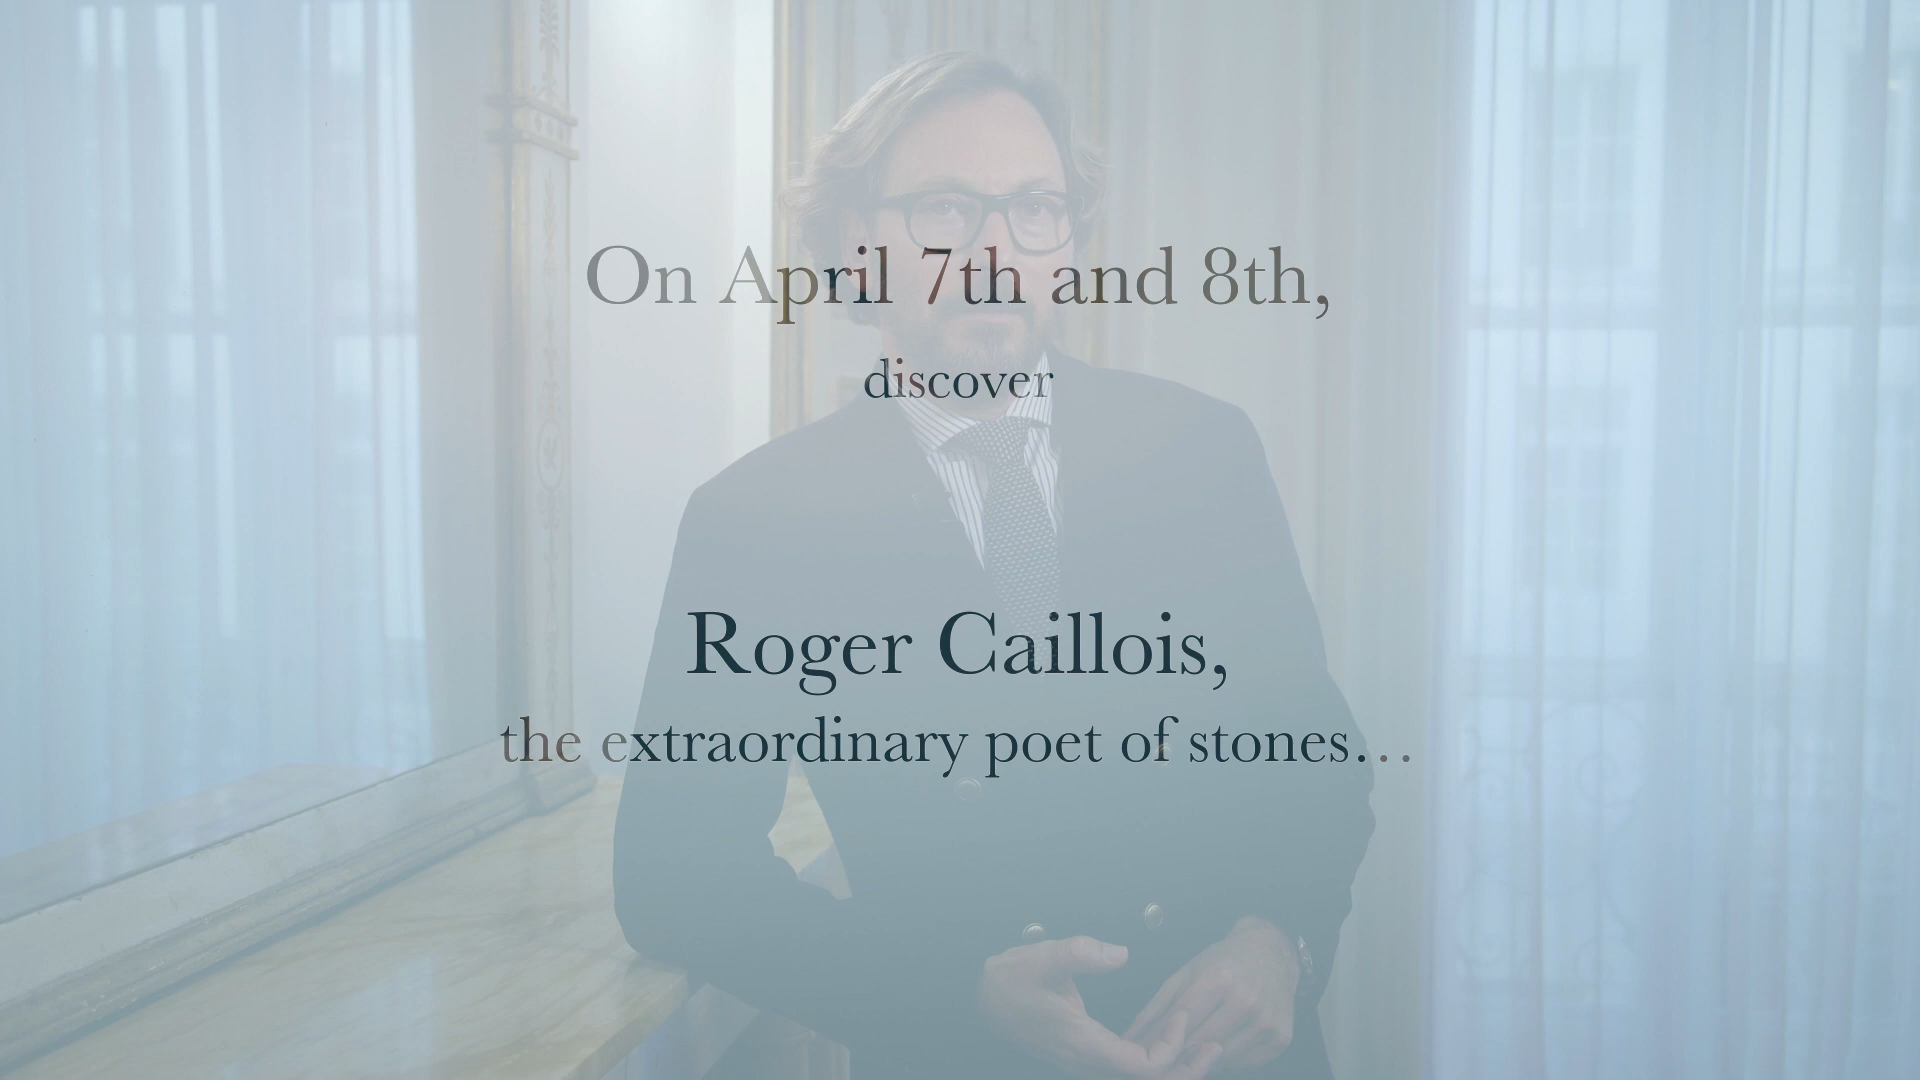 On April 7th and 8th,
discover
Roger Caillois,
the extraordinary poet of stones…